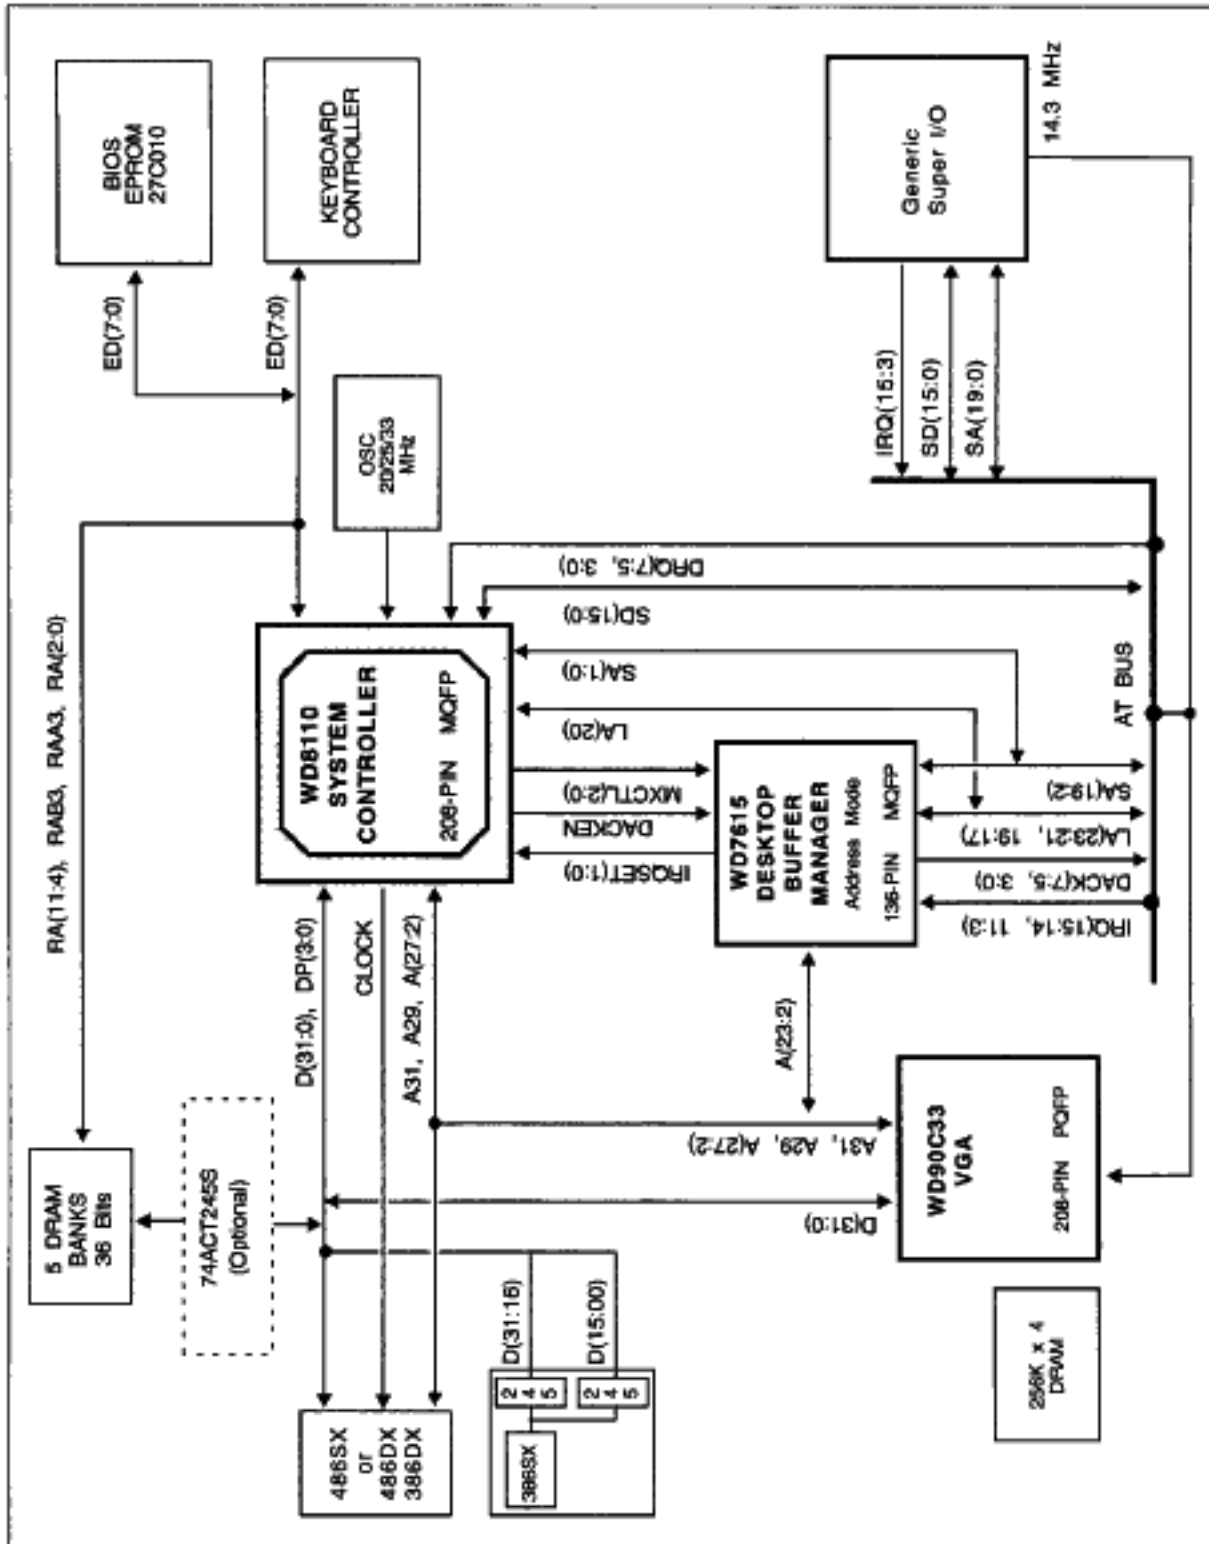 5 DRAM
BANKS
36 Bits
74ACT245S
(Optional)
RA(11:4), RAB3, RAA3, RA(2:0)
ED(7:0)
BIOS
EPROM
27C010
486SX
or
486DX
386DX
D(31:0), DP(3:0)
CLOCK
A31, A29, A(27:2)
WD8110
SYSTEM
CONTROLLER
208-PIN MQFP
OSC
20/25/33
MHz
ED(7:0)
KEYBOARD
CONTROLLER
386SX
2
4
5
2
4
5
D(31:16)
D(15:00)
D(31:0)
A31, A29, A(27:2)
A(23:2)
IRQSET(1:0)
DACKEN
MXCTL(2:0)
LA(20)
SA(1:0)
SD(15:0)
DRQ(7:5, 3:0)
WD7615
DESKTOP
BUFFER
MANAGER
Address Mode
136-PIN MQFP
IRQ(15:14,
11:3)
DACK(7:5,
3:0)
LA(23:21,
19:17)
SA(19:2)
AT BUS
IRQ(15:3)
SD(15:0)
SA(19:0)
Generic
Super I/O
14.3 MHz
WD90C33
VGA
208-PIN PQFP
256K x 4
DRAM